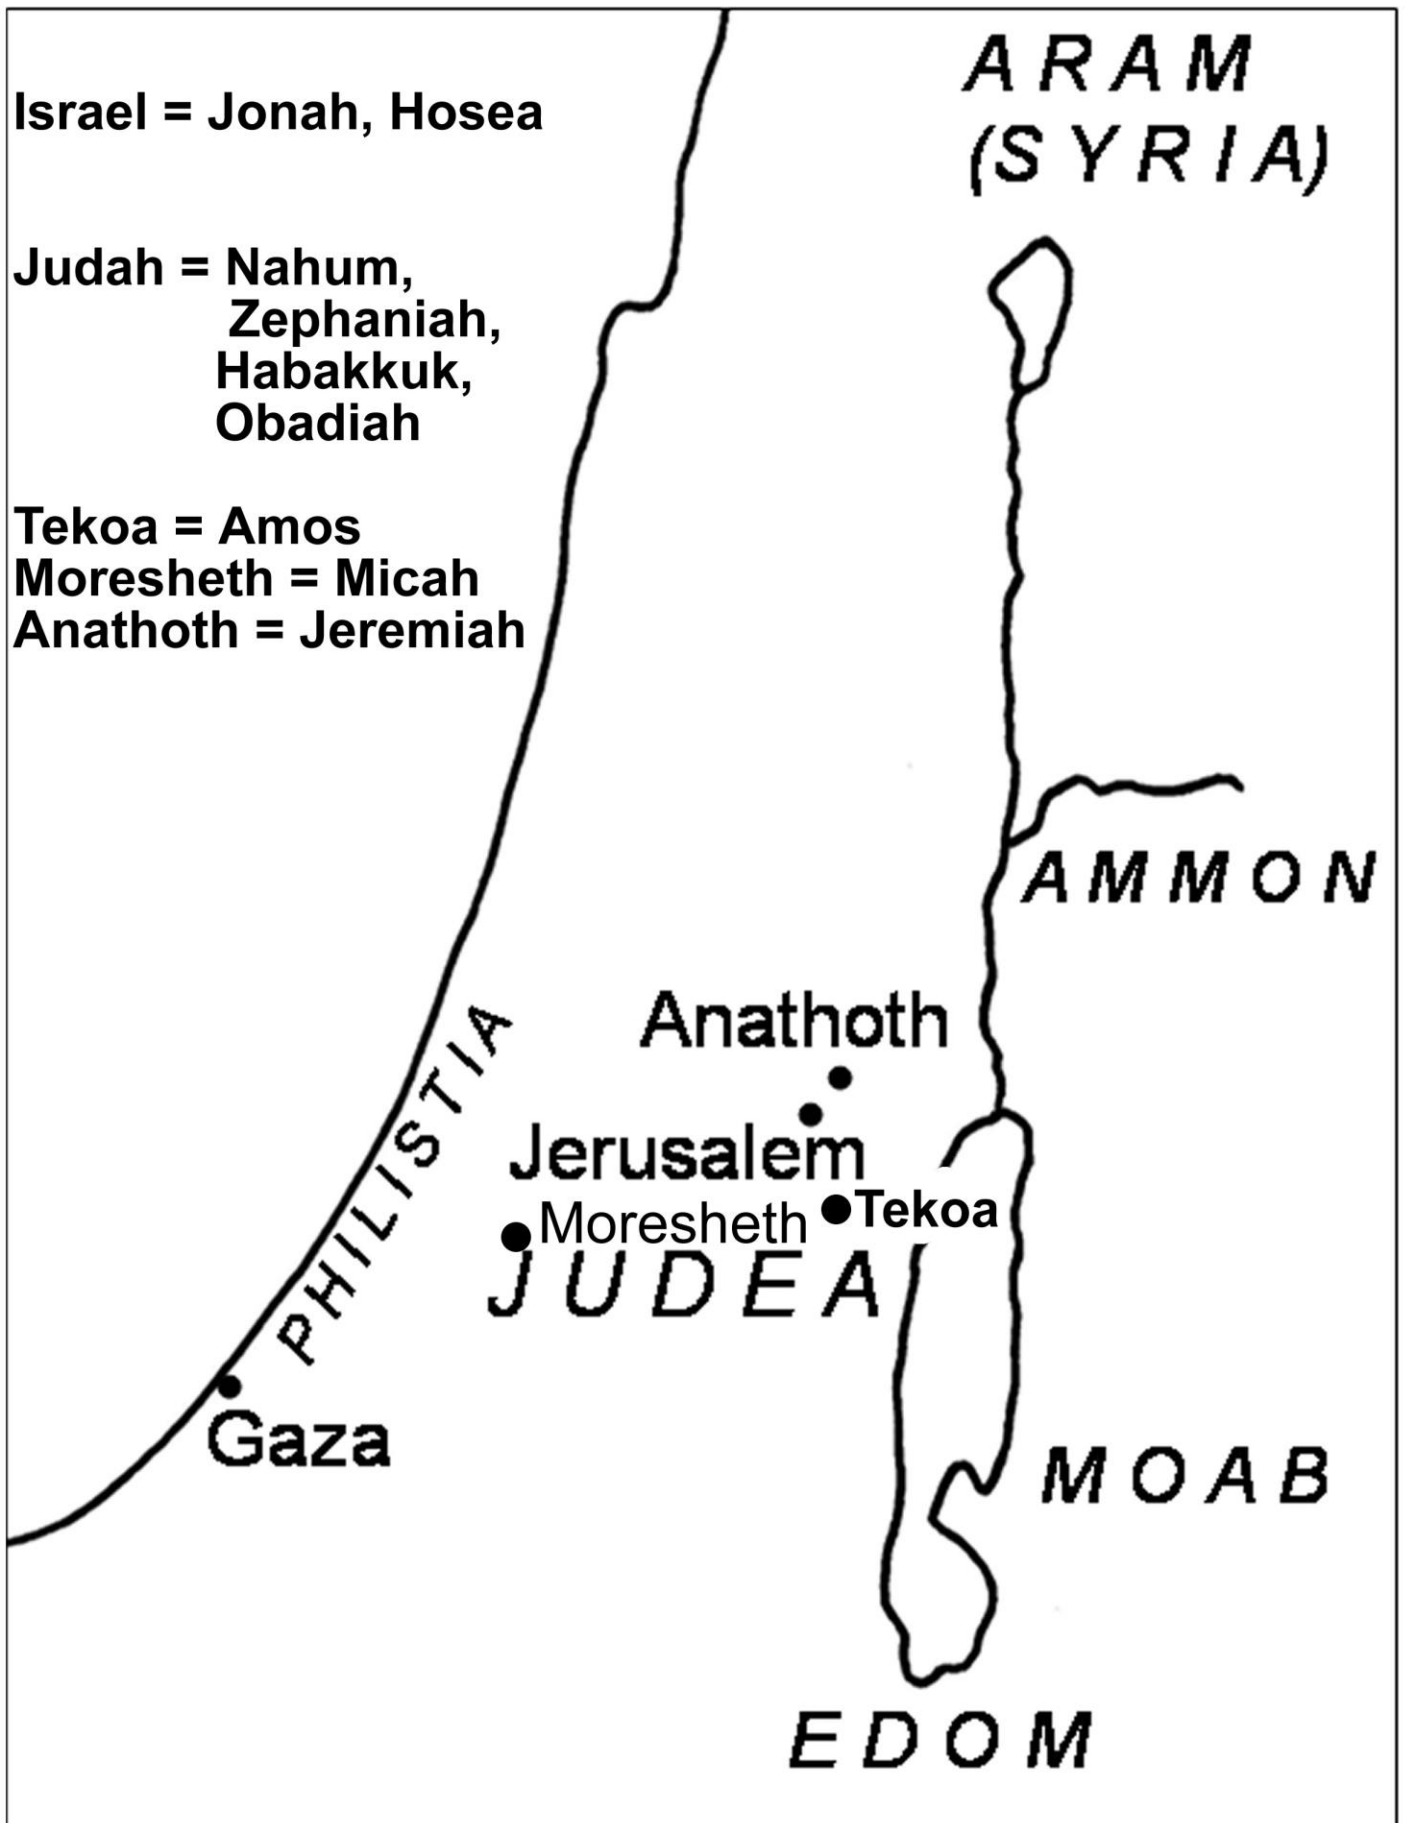 ARAM
(SYRIA)
Israel = Jonah, Hosea
Judah = Nahum,
Zephaniah,
Habakkuk,
Obadiah
Tekoa = Amos
Moresheth = Micah
Anathoth = Jeremiah
AMMON
Anathoth
PHILISTIA
Jerusalem
Tekoa
Moresheth
JUDEA
Gaza
MOAB
EDOM